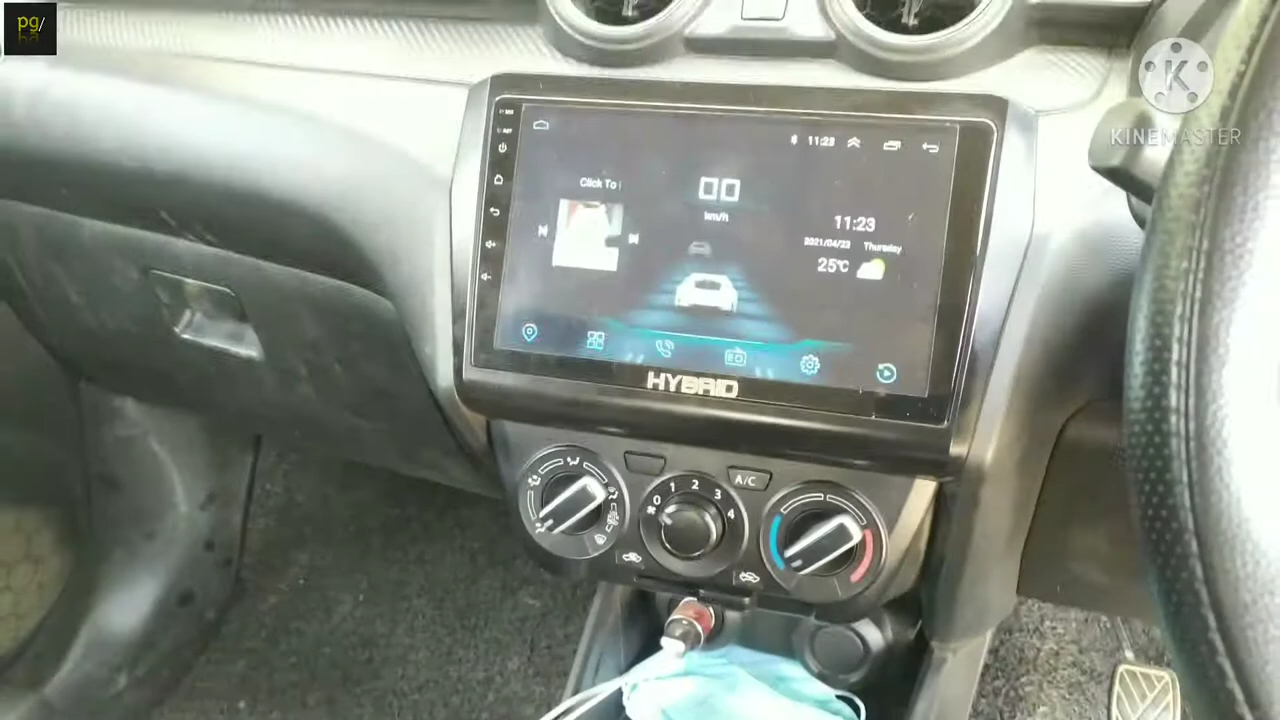 pg/
KINEMASTER
11:23
Click To
00
km/h
11:23
2021/04/22 Thursday
25°C
HYBRID
A/C
0 1 2 3 4